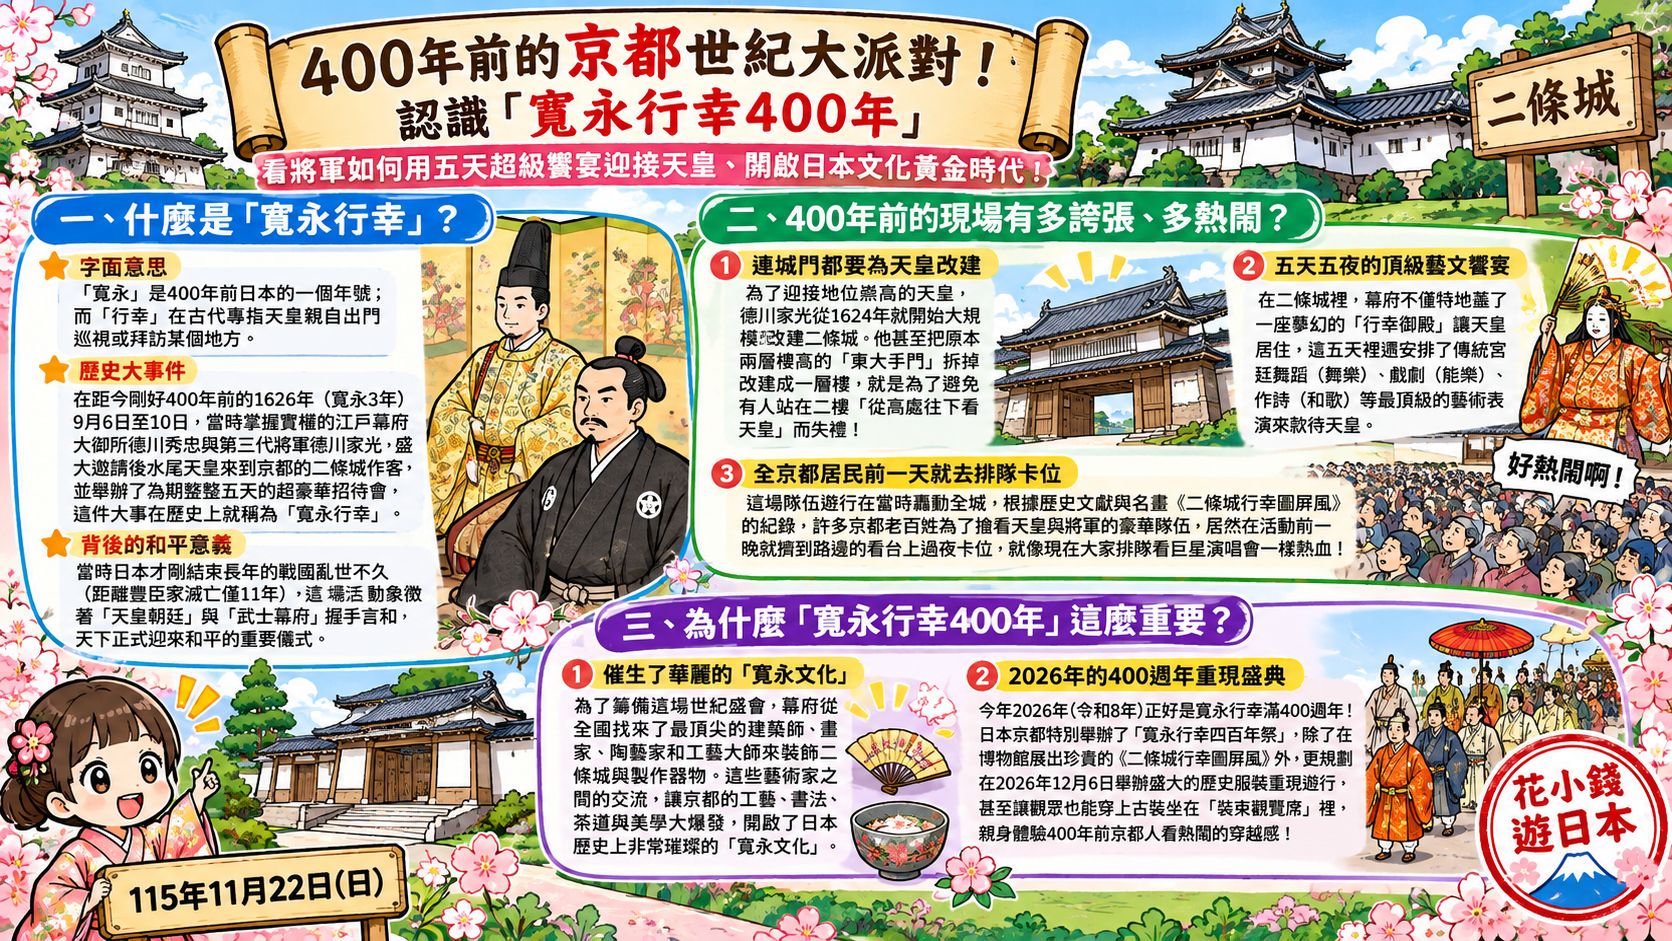 400年前的京都世紀大派對！
認識「寬永行幸400年」
看將軍如何用五天超級饗宴迎接天皇、開啟日本文化黃金時代！
二條城
一、什麼是「寬永行幸」？
字面意思
「寬永」是400年前日本的一個年號；
而「行幸」在古代專指天皇親自出門
巡視或拜訪某個地方。
歷史大事件
在距今剛好400年前的1626年（寬永3年）
9月6日至10日，當時掌握實權的江戶幕府
大御所德川秀忠與第三代將軍德川家光，盛
大邀請後水尾天皇來到京都的二條城作客，
並舉辦了為期整整五天的超豪華招待會，
這件大事在歷史上就稱為「寬永行幸」。
背後的和平意義
當時日本才剛結束長年的戰國亂世不久
（距離豐臣家滅亡僅11年），這 場活 動象徵
著「天皇朝廷」與「武士幕府」握手言和，
天下正式迎來和平的重要儀式。
二、400年前的現場有多誇張、多熱鬧？
1 連城門都要為天皇改建
為了迎接地位崇高的天皇，
德川家光從1624年就開始大規
模改建二條城。他甚至把原本
兩層樓高的「東大手門」拆掉
改建成一層樓，就是為了避免
有人站在二樓「從高處往下看
天皇」而失禮！
2 五天五夜的頂級藝文饗宴
在二條城裡，幕府不僅特地蓋了
一座夢幻的「行幸御殿」讓天皇
居住，這五天裡還安排了傳統宮
廷舞蹈（舞樂）、戲劇（能樂）、
作詩（和歌）等最頂級的藝術表
演來款待天皇。
好熱鬧啊！
3 全京都居民前一天就去排隊卡位
這場隊伍遊行在當時轟動全城，根據歷史文獻與名畫《二條城行幸圖屏風》
的紀錄，許多京都老百姓為了搶看天皇與將軍的豪華隊伍，居然在活動前一
晚就擠到路邊的看台上過夜卡位，就像現在大家排隊看巨星演唱會一樣熱血！
三、為什麼「寬永行幸400年」這麼重要？
1 催生了華麗的「寬永文化」
為了籌備這場世紀盛會，幕府從
全國找來了最頂尖的建築師、畫
家、陶藝家和工藝大師來裝飾二
條城與製作器物。這些藝術家之
間的交流，讓京都的工藝、書法、
茶道與美學大爆發，開啟了日本
歷史上非常璀璨的「寬永文化」。
2 2026年的400週年重現盛典
今年2026年（令和8年）正好是寬永行幸滿400週年！
日本京都特別舉辦了「寬永行幸四百年祭」，除了在
博物館展出珍貴的《二條城行幸圖屏風》外，更規劃
在2026年12月6日舉辦盛大的歷史服裝重現遊行，
甚至讓觀眾也能穿上古裝坐在「裝束觀覽席」裡，
親身體驗400年前京都人看熱鬧的穿越感！
115年11月22日(日)
花小錢
遊日本